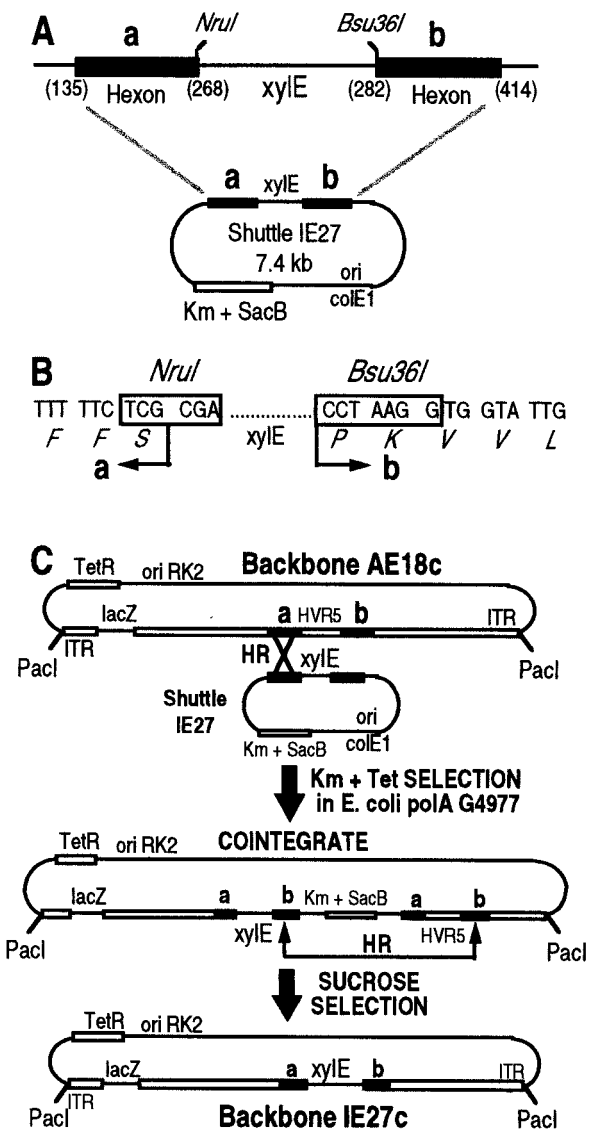 A a NruI Bsu36I b
(135) Hexon (268) xylE (282) Hexon (414)
a xylE b
Shuttle IE27
7.4 kb
ori
colE1
Km + SacB
B NruI Bsu36I
TTT TTC TCG CGA .............. CCT AAG G TG GTA TTG
F F S xylE P K V V L
a b
C TetR ori RK2 Backbone AE18c
lacZ a HVR5 b ITR
PacI ITR HR xylE PacI
Shuttle
IE27
ori
colE1
Km + SacB
Km + Tet SELECTION
in E. coli polA G4977
TetR ori RK2 COINTEGRATE
lacZ a b Km + SacB a b
PacI xylE HR HVR5 PacI
SUCROSE
SELECTION
TetR ori RK2
lacZ a xylE b ITR
PacI ITR Backbone IE27c PacI